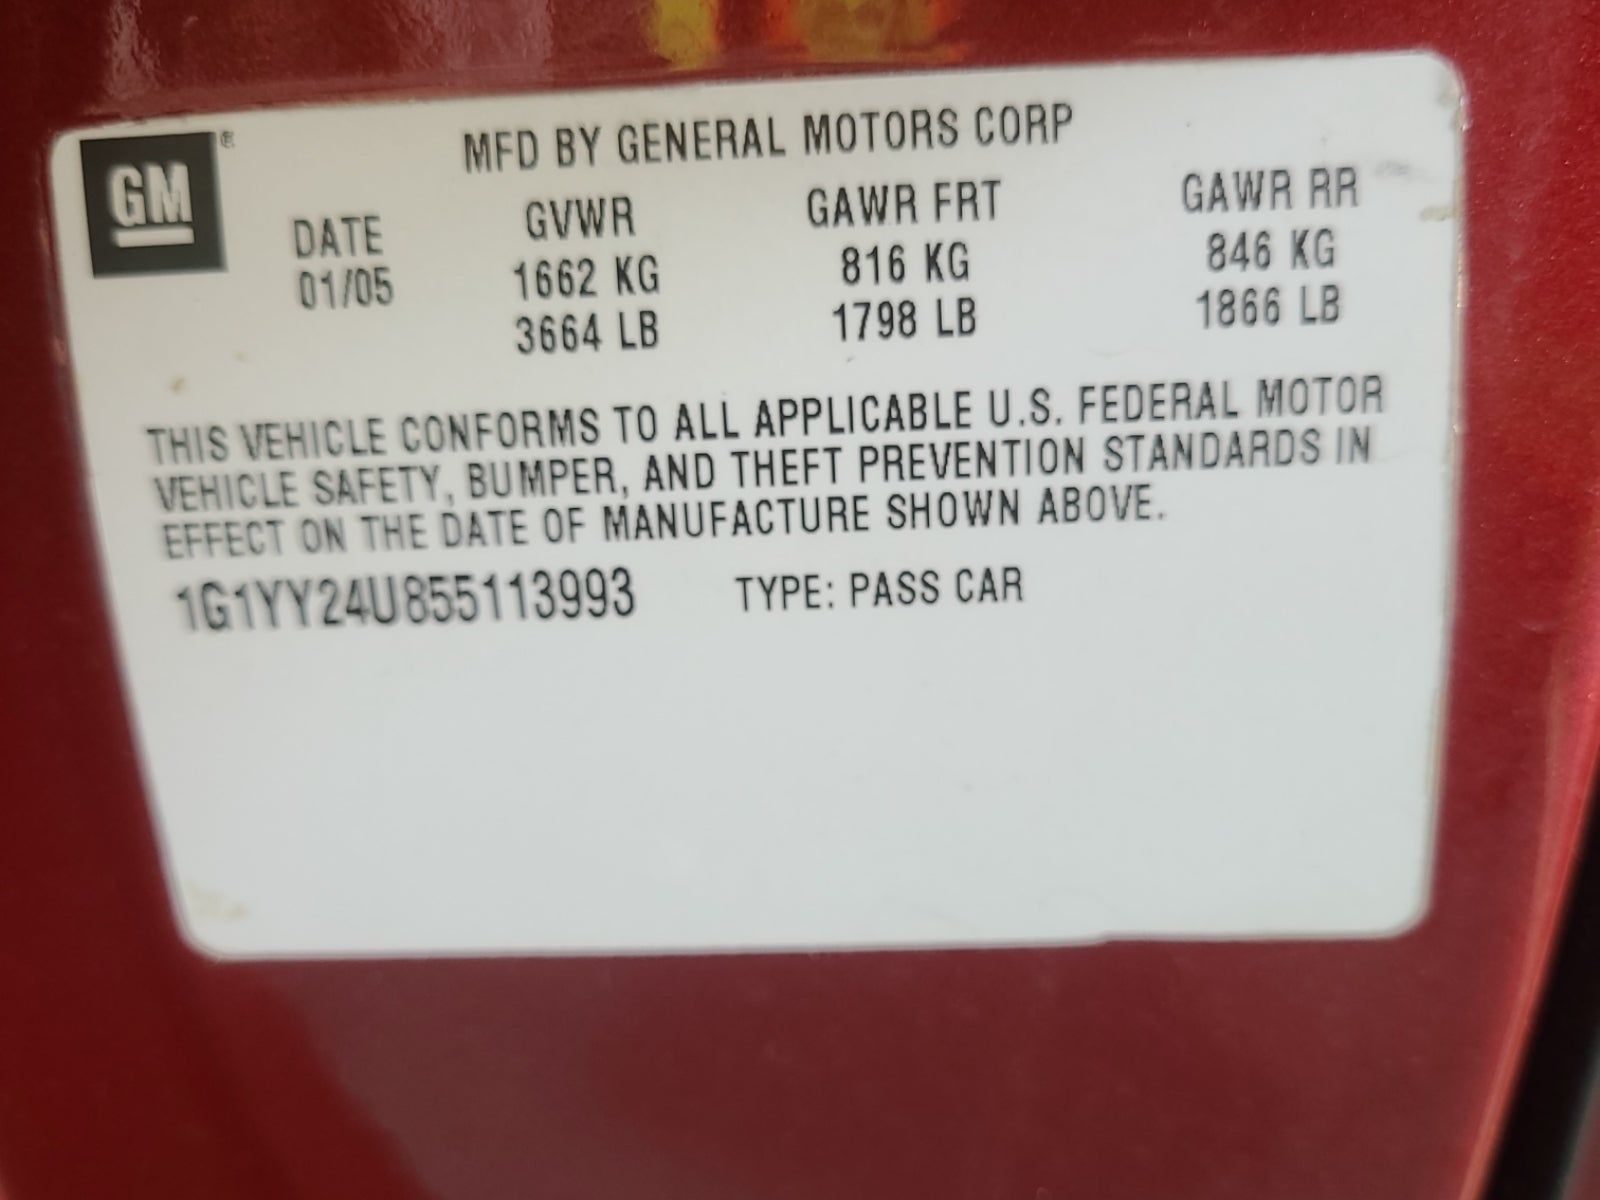 GM ®
MFD BY GENERAL MOTORS CORP
DATE GVWR GAWR FRT GAWR RR
01/05 1662 KG 816 KG 846 KG
3664 LB 1798 LB 1866 LB
THIS VEHICLE CONFORMS TO ALL APPLICABLE U.S. FEDERAL MOTOR
VEHICLE SAFETY, BUMPER, AND THEFT PREVENTION STANDARDS IN
EFFECT ON THE DATE OF MANUFACTURE SHOWN ABOVE.
1G1YY24U855113993 TYPE: PASS CAR